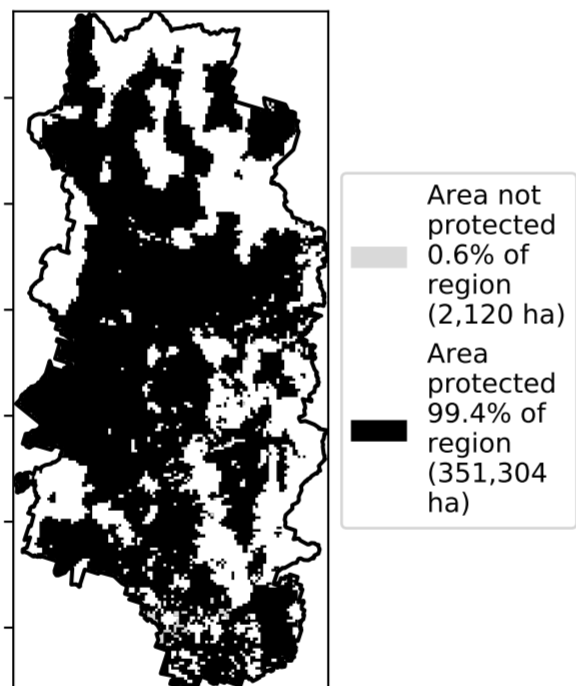 Area not
protected
0.6% of
region
(2,120 ha)
Area
protected
99.4% of
region
(351,304
ha)